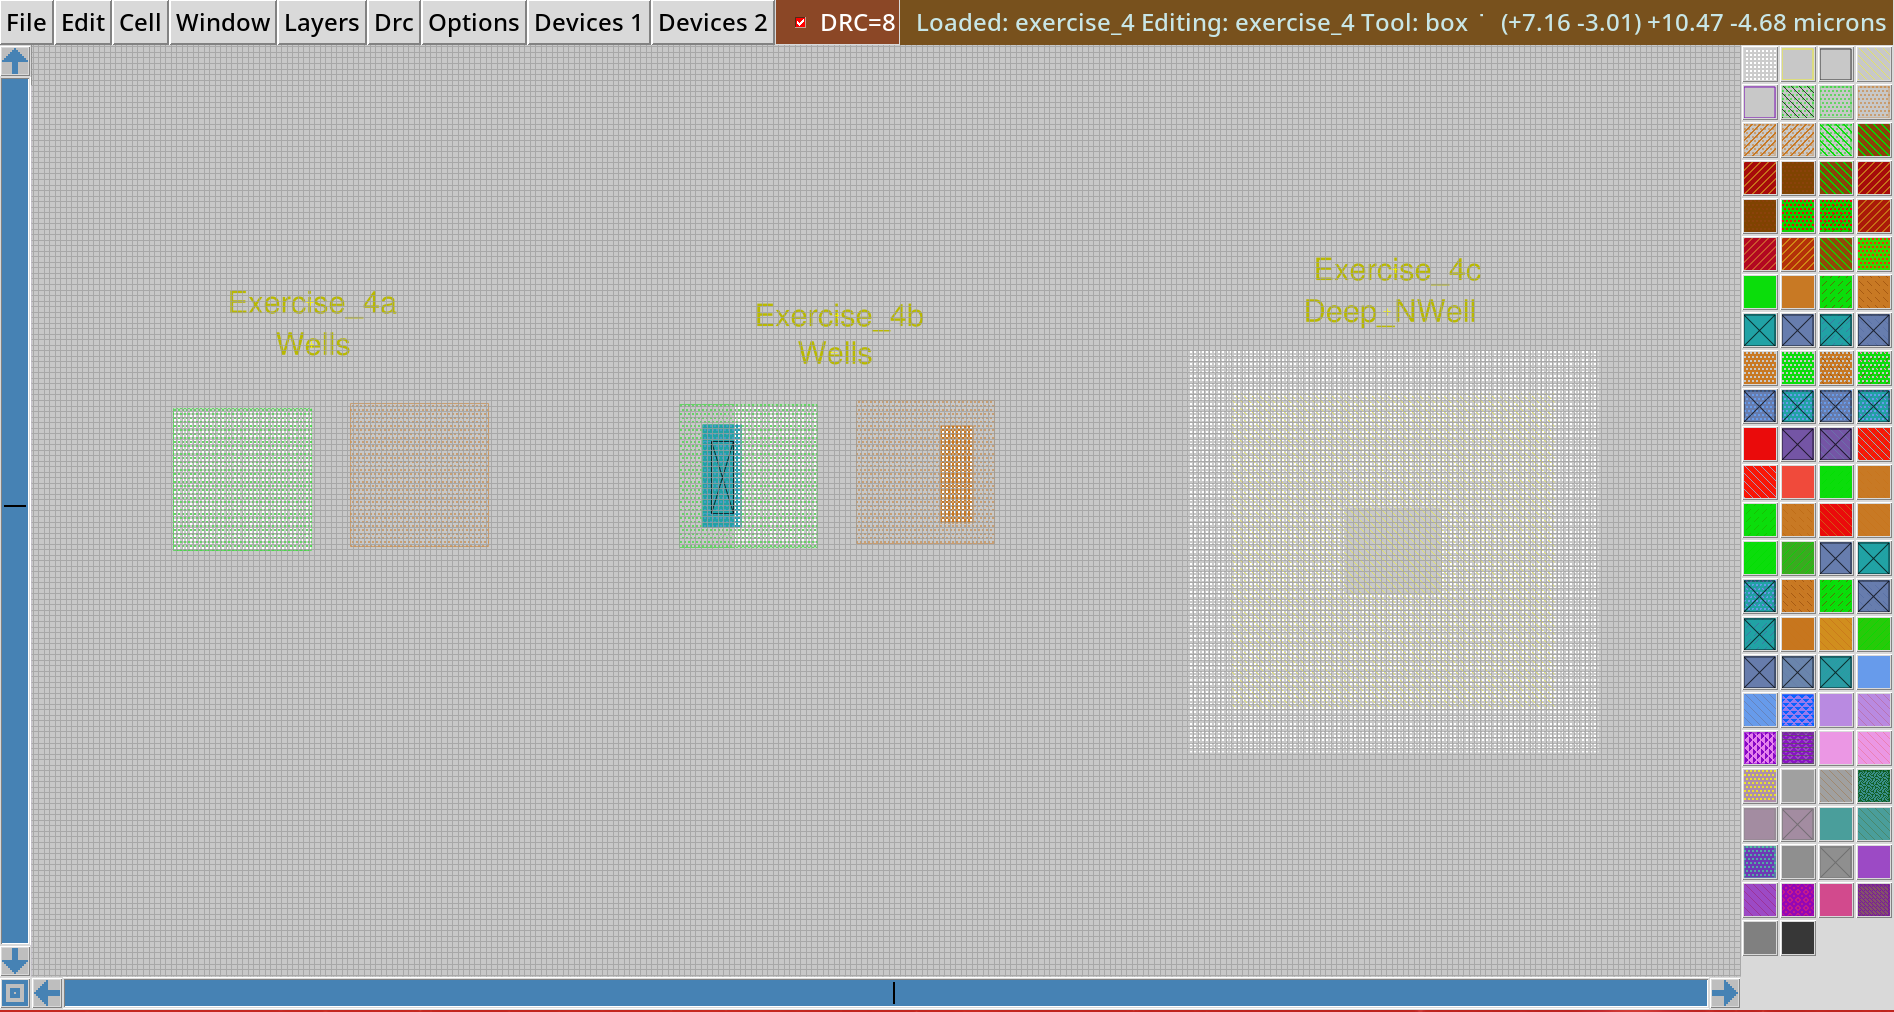 File Edit Cell Window Layers Drc Options Devices 1 Devices 2 DRC=8 Loaded: exercise_4 Editing: exercise_4 Tool: box (+7.16 -3.01) +10.47 -4.68 microns
Exercise_4a
Wells
Exercise_4b
Wells
Exercise_4c
Deep_NWell